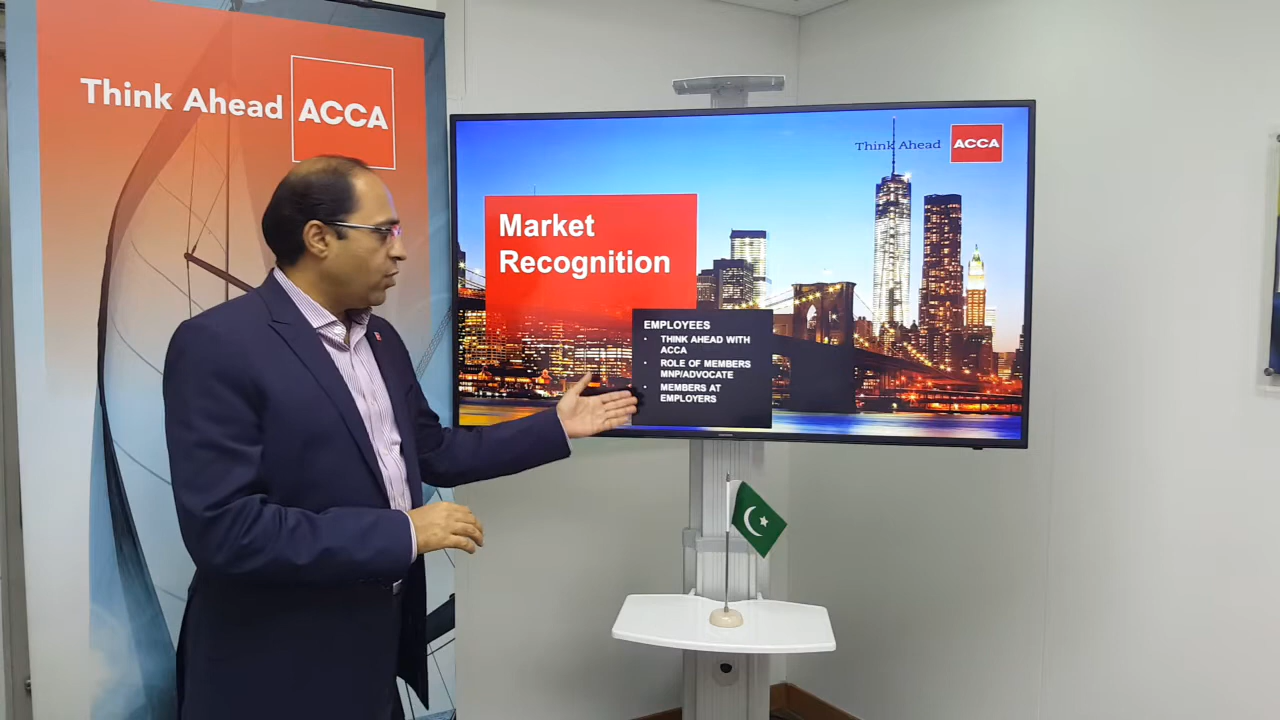 Think Ahead ACCA
Think Ahead ACCA
Market
Recognition
EMPLOYEES
• THINK AHEAD WITH
ACCA
• ROLE OF MEMBERS
MNP/ADVOCATE
• MEMBERS AT
EMPLOYERS